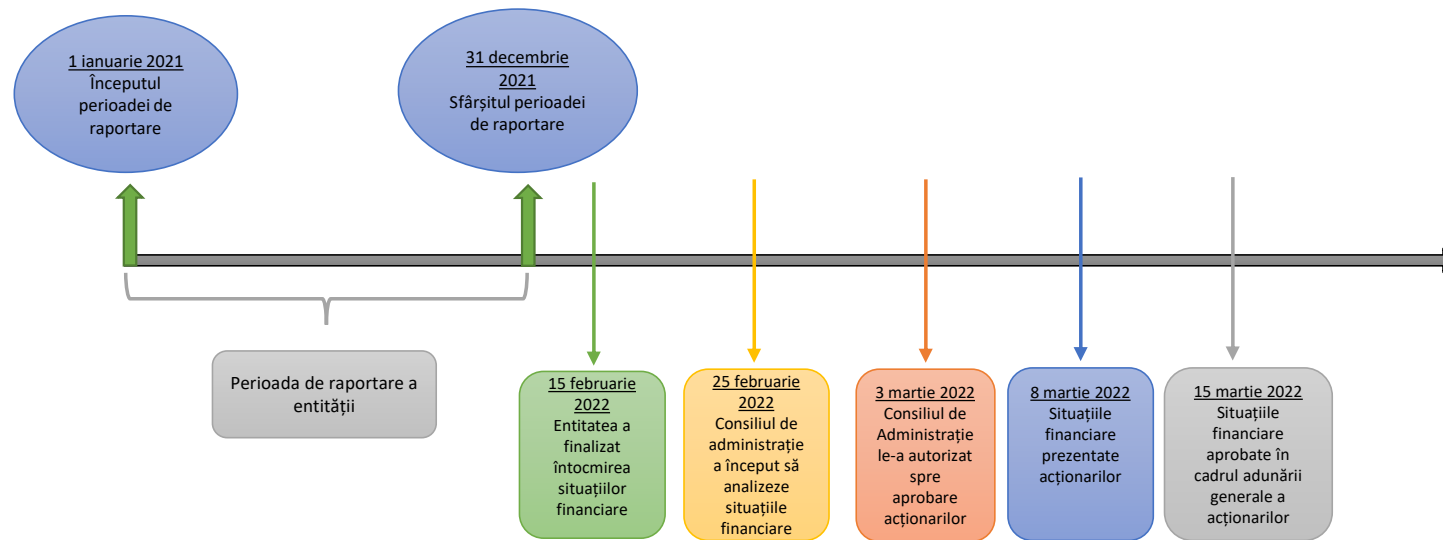 1 ianuarie 2021
Începutul
perioadei de
raportare
31 decembrie
2021
Sfârșitul perioadei
de raportare
Perioada de raportare a
entității
15 februarie
2022
Entitatea a
finalizat
întocmirea
situațiilor
financiare
25 februarie
2022
Consiliul de
administrație
a început să
analizeze
situațiile
financiare
3 martie 2022
Consiliul de
Administrație
le-a autorizat
spre
aprobare
acționarilor
8 martie 2022
Situațiile
financiare
prezentate
acționarilor
15 martie 2022
Situațiile
financiare
aprobate în
cadrul adunării
generale a
acționarilor